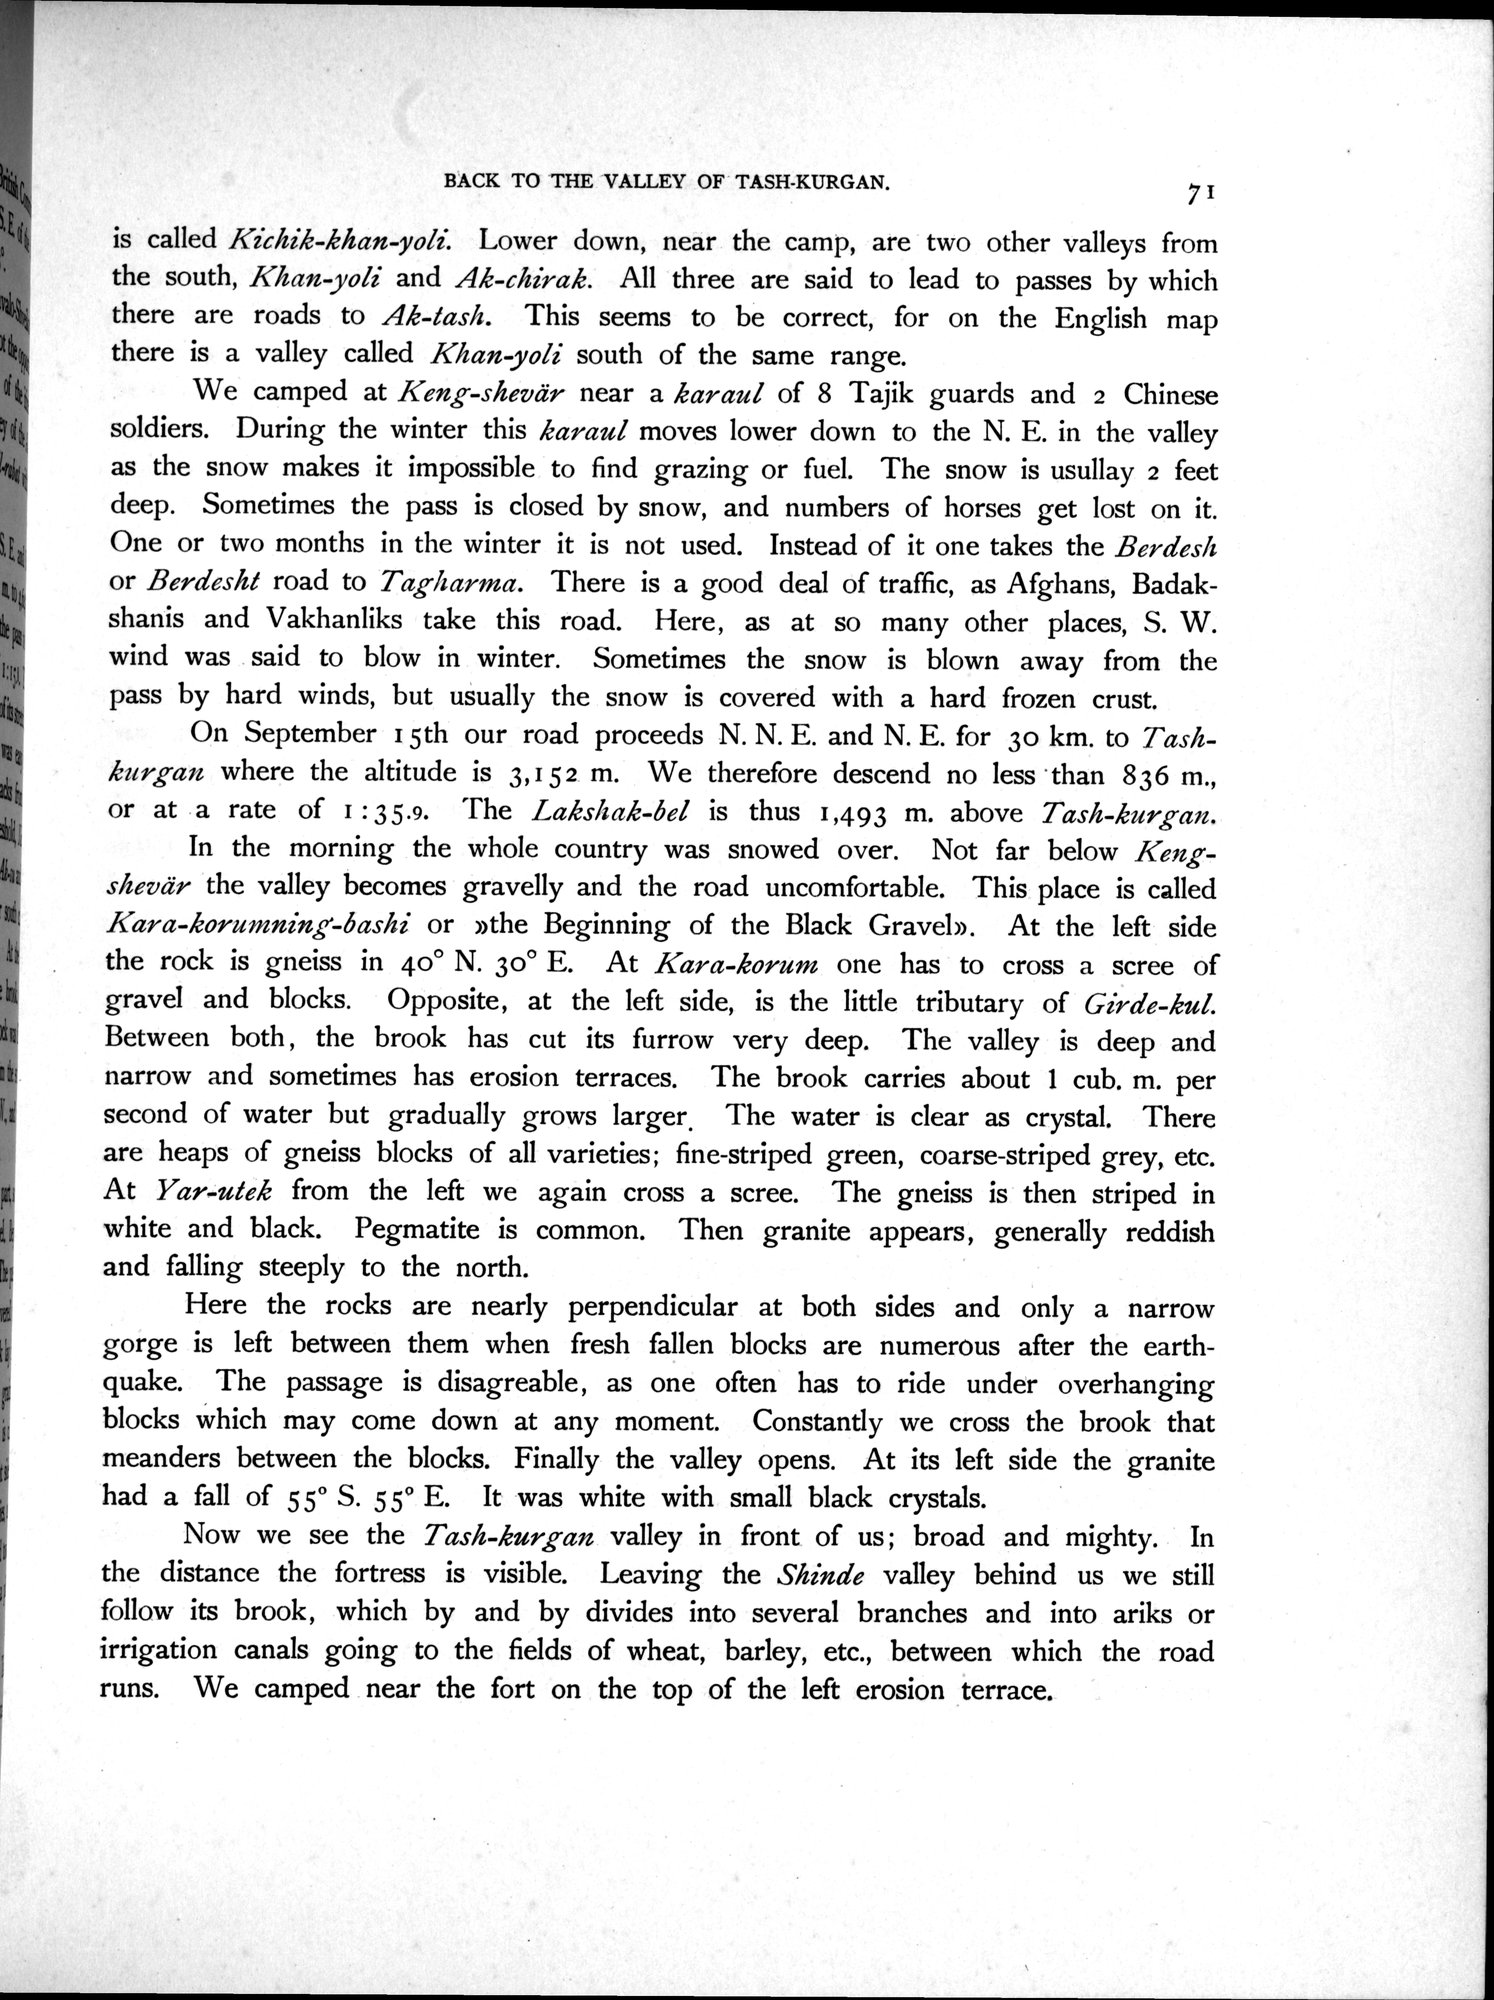 BACK TO THE VALLEY OF TASH-KURGAN.
71
is called Kichik-khan-yoli. Lower down, near the camp, are two other valleys from
the south, Khan-yoli and Ak-chirak. All three are said to lead to passes by which
there are roads to Ak-tash. This seems to be correct, for on the English map
there is a valley called Khan-yoli south of the same range.
We camped at Keng-shevär near a karaul of 8 Tajik guards and 2 Chinese
soldiers. During the winter this karaul moves lower down to the N. E. in the valley
as the snow makes it impossible to find grazing or fuel. The snow is usullay 2 feet
deep. Sometimes the pass is closed by snow, and numbers of horses get lost on it.
One or two months in the winter it is not used. Instead of it one takes the Berdesh
or Berdesht road to Tagharma. There is a good deal of traffic, as Afghans, Badak-
shanis and Vakhanliks take this road. Here, as at so many other places, S. W.
wind was said to blow in winter. Sometimes the snow is blown away from the
pass by hard winds, but usually the snow is covered with a hard frozen crust.
On September 15th our road proceeds N. N. E. and N. E. for 30 km. to Tash-
kurgan where the altitude is 3,152 m. We therefore descend no less than 836 m.,
or at a rate of 1 : 35.9. The Lakshak-bel is thus 1,493 m. above Tash-kurgan.
In the morning the whole country was snowed over. Not far below Keng-
shevär the valley becomes gravelly and the road uncomfortable. This place is called
Kara-korumning-bashi or »the Beginning of the Black Gravel». At the left side
the rock is gneiss in 40° N. 30° E. At Kara-korum one has to cross a scree of
gravel and blocks. Opposite, at the left side, is the little tributary of Girde-kul.
Between both, the brook has cut its furrow very deep. The valley is deep and
narrow and sometimes has erosion terraces. The brook carries about 1 cub. m. per
second of water but gradually grows larger. The water is clear as crystal. There
are heaps of gneiss blocks of all varieties; fine-striped green, coarse-striped grey, etc.
At Yar-utek from the left we again cross a scree. The gneiss is then striped in
white and black. Pegmatite is common. Then granite appears, generally reddish
and falling steeply to the north.
Here the rocks are nearly perpendicular at both sides and only a narrow
gorge is left between them when fresh fallen blocks are numerous after the earth-
quake. The passage is disagreable, as one often has to ride under overhanging
blocks which may come down at any moment. Constantly we cross the brook that
meanders between the blocks. Finally the valley opens. At its left side the granite
had a fall of 55° S. 55° E. It was white with small black crystals.
Now we see the Tash-kurgan valley in front of us; broad and mighty. In
the distance the fortress is visible. Leaving the Shinde valley behind us we still
follow its brook, which by and by divides into several branches and into ariks or
irrigation canals going to the fields of wheat, barley, etc., between which the road
runs. We camped near the fort on the top of the left erosion terrace.